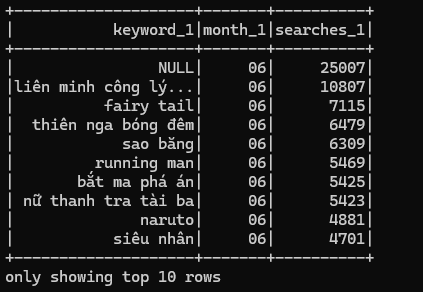 +--------------------+-------+----------+
|           keyword_1|month_1|searches_1|
+--------------------+-------+----------+
|                NULL|     06|     25007|
|liên minh công lý...|     06|     10807|
|          fairy tail|     06|      7115|
|  thiên nga bóng đêm|     06|      6479|
|            sao băng|     06|      6309|
|         running man|     06|      5469|
|       bắt ma phá án|     06|      5425|
| nữ thanh tra tài ba|     06|      5423|
|              naruto|     06|      4881|
|           siêu nhân|     06|      4701|
+--------------------+-------+----------+
only showing top 10 rows